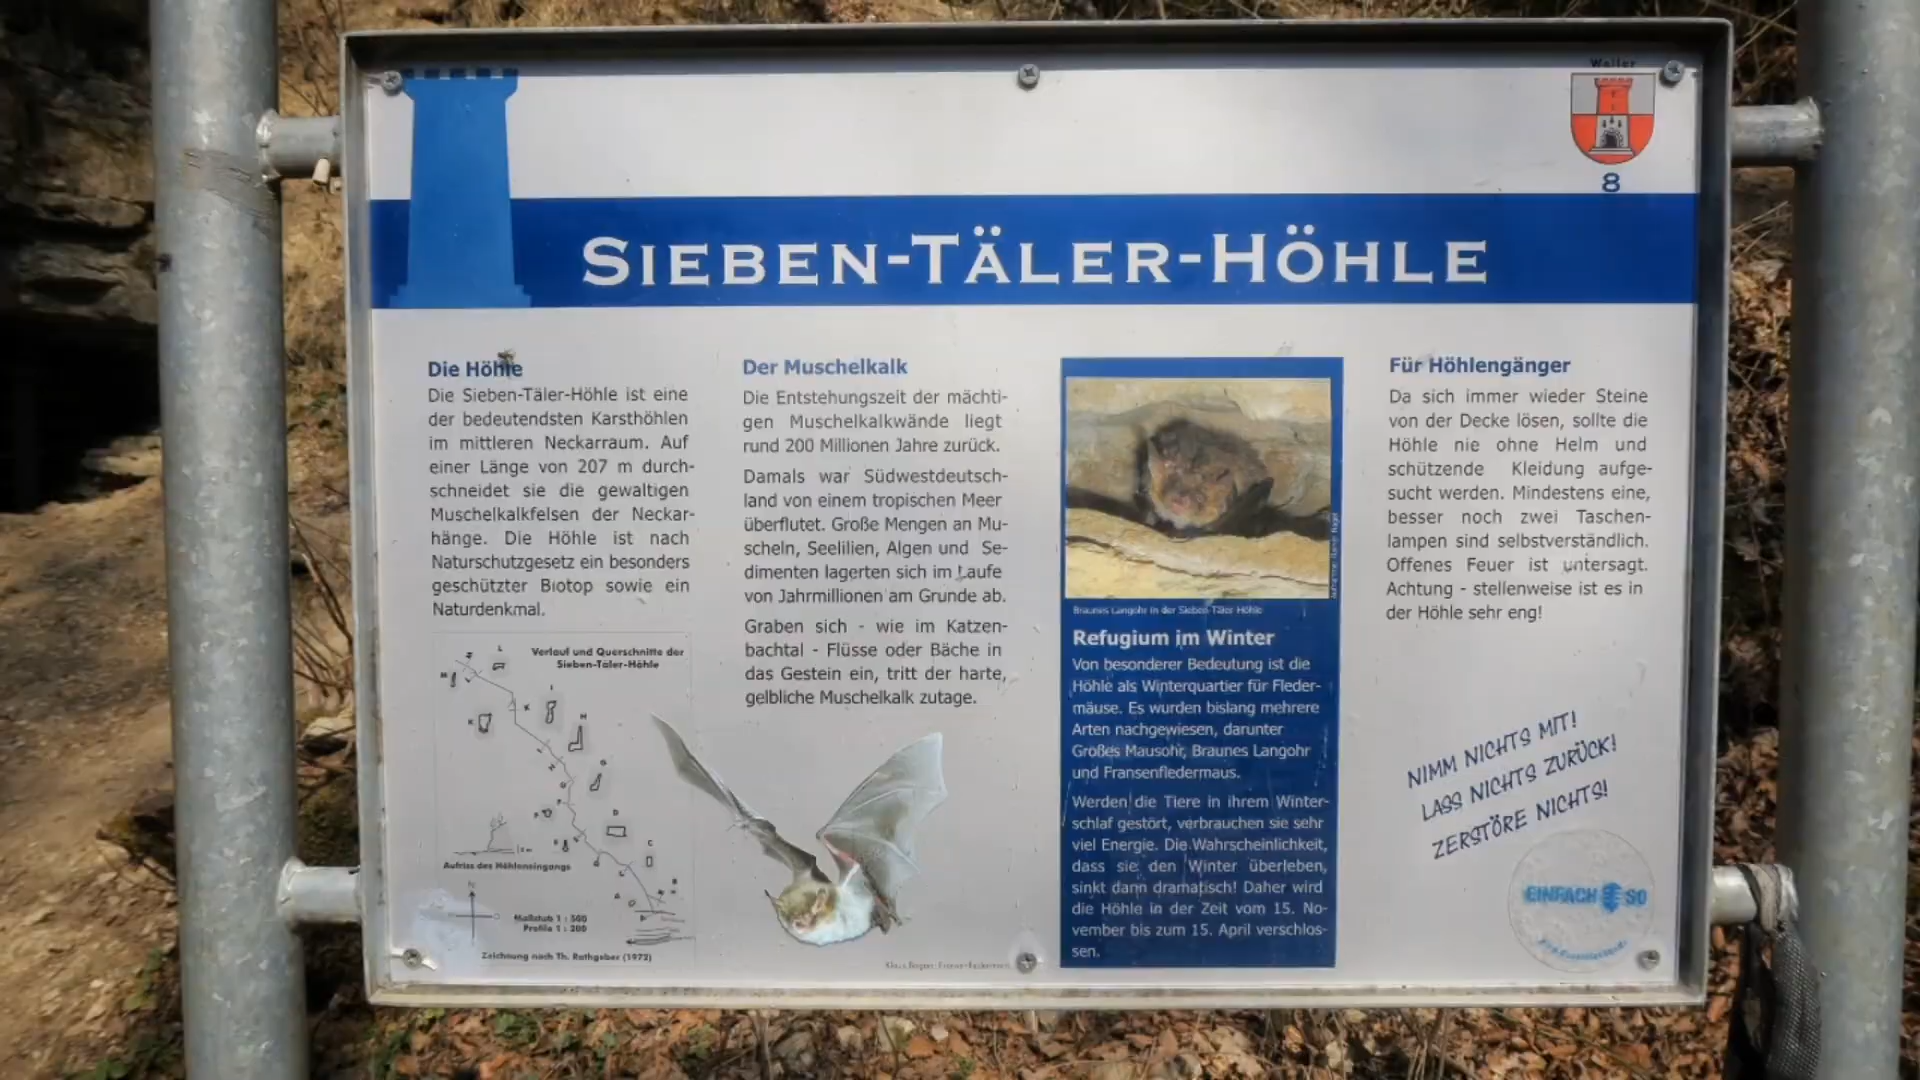 Weiler
8
SIEBEN-TÄLER-HÖHLE
Die Höhle
Die Sieben-Täler-Höhle ist eine
der bedeutendsten Karsthöhlen
im mittleren Neckarraum. Auf
einer Länge von 207 m durch-
schneidet sie die gewaltigen
Muschelkalkfelsen der Neckar-
hänge. Die Höhle ist nach
Naturschutzgesetz ein besonders
geschützter Biotop sowie ein
Naturdenkmal.
Verlauf und Querschnitte der
Sieben-Täler-Höhle
Aufriss des Höhleneingangs
N
Maßstab 1 : 500
Profile 1 : 200
Zeichnung nach Th. Rathgeber (1972)
Der Muschelkalk
Die Entstehungszeit der mächti-
gen Muschelkalkwände liegt
rund 200 Millionen Jahre zurück.
Damals war Südwestdeutsch-
land von einem tropischen Meer
überflutet. Große Mengen an Mu-
scheln, Seelilien, Algen und Se-
dimenten lagerten sich im Laufe
von Jahrmillionen am Grunde ab.
Graben sich - wie im Katzen-
bachtal - Flüsse oder Bäche in
das Gestein ein, tritt der harte,
gelbliche Muschelkalk zutage.
Braunes Langohr in der Sieben Täler Höhle
Refugium im Winter
Von besonderer Bedeutung ist die
Höhle als Winterquartier für Fleder-
mäuse. Es wurden bislang mehrere
Arten nachgewiesen, darunter
Großes Mausohr, Braunes Langohr
und Fransenfledermaus.
Werden die Tiere in ihrem Winter-
schlaf gestört, verbrauchen sie sehr
viel Energie. Die Wahrscheinlichkeit,
dass sie den Winter überleben,
sinkt dann dramatisch! Daher wird
die Höhle in der Zeit vom 15. No-
vember bis zum 15. April verschlos-
sen.
Für Höhlengänger
Da sich immer wieder Steine
von der Decke lösen, sollte die
Höhle nie ohne Helm und
schützende Kleidung aufge-
sucht werden. Mindestens eine,
besser noch zwei Taschen-
lampen sind selbstverständlich.
Offenes Feuer ist untersagt.
Achtung - stellenweise ist es in
der Höhle sehr eng!
NIMM NICHTS MIT!
LASS NICHTS ZURÜCK!
ZERSTÖRE NICHTS!
EINFACH SO